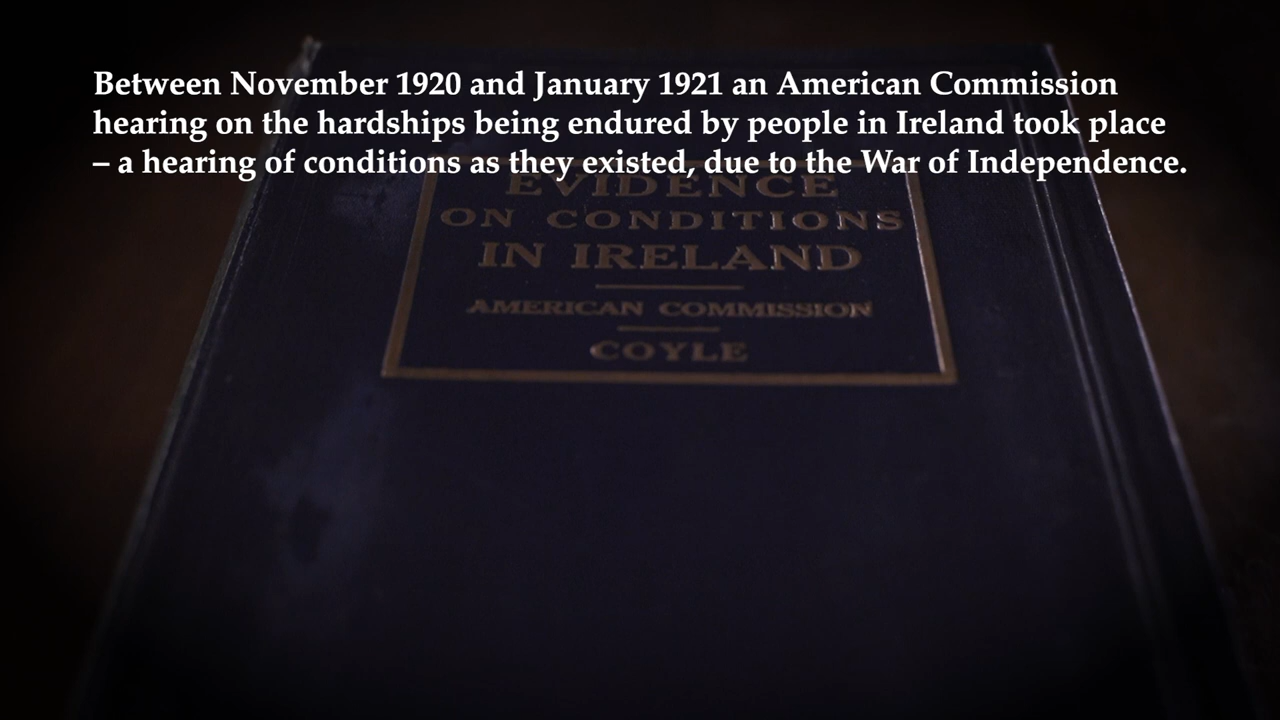 Between November 1920 and January 1921 an American Commission
hearing on the hardships being endured by people in Ireland took place
– a hearing of conditions as they existed, due to the War of Independence.
EVIDENCE
ON CONDITIONS
IN IRELAND
AMERICAN COMMISSION
COYLE